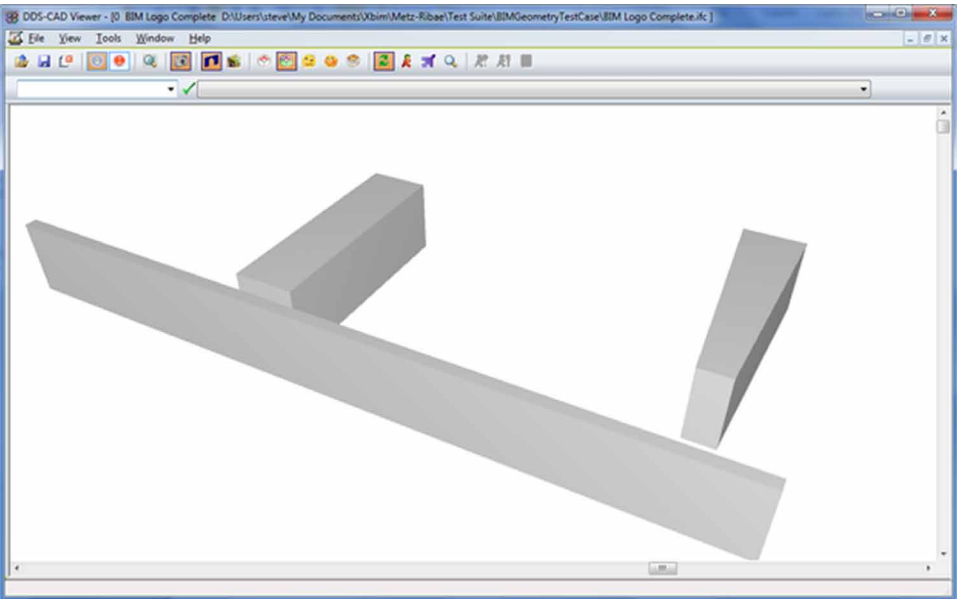 DDS-CAD Viewer - [0 BIM Logo Complete D:\Users\steve\My Documents\Xbim\Metz-Ribae\Test Suite\BIMGeometryTestCase\BIM Logo Complete.ifc ]
File View Tools Window Help